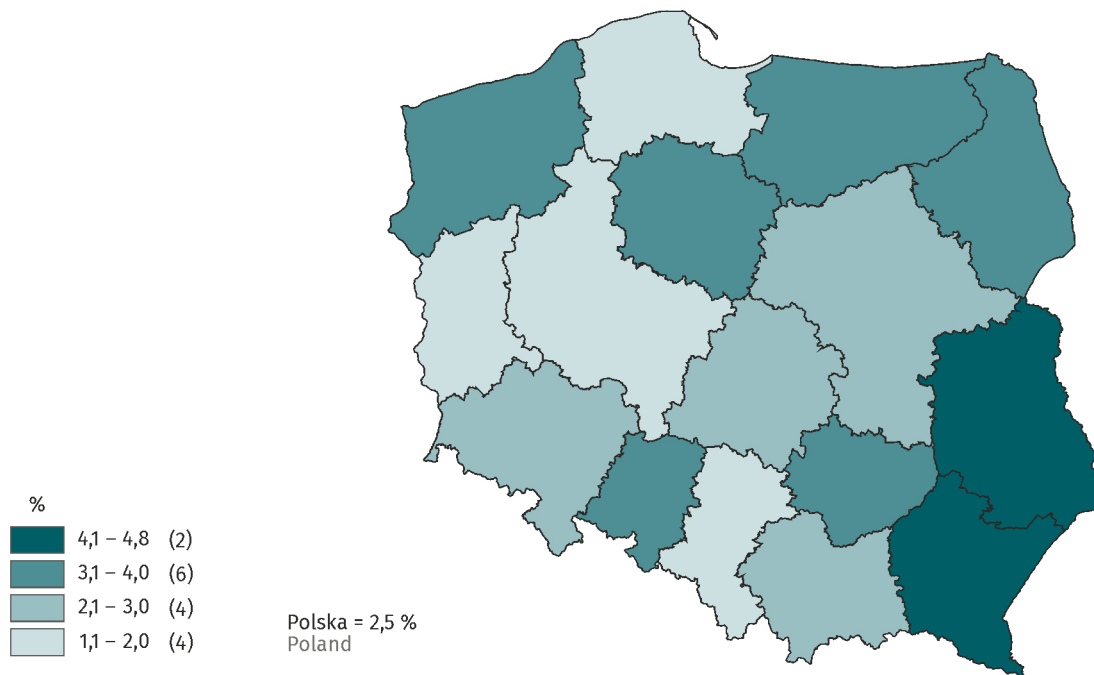 %
4,1 – 4,8 (2)
3,1 – 4,0 (6)
2,1 – 3,0 (4)
1,1 – 2,0 (4)
Polska = 2,5 %
Poland